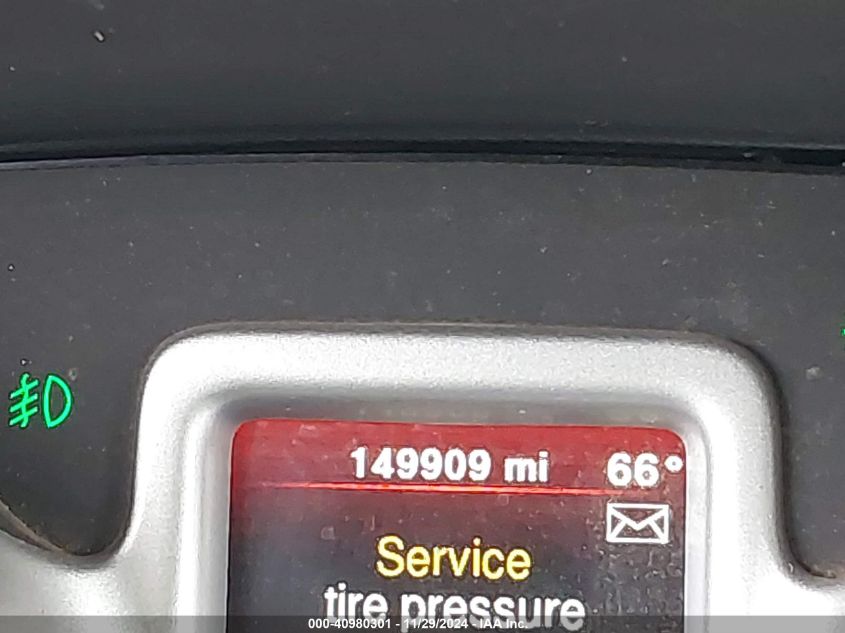 149909 mi 66°
Service
tire pressure
000-40980301 - 11/29/2024 - IAA Inc.